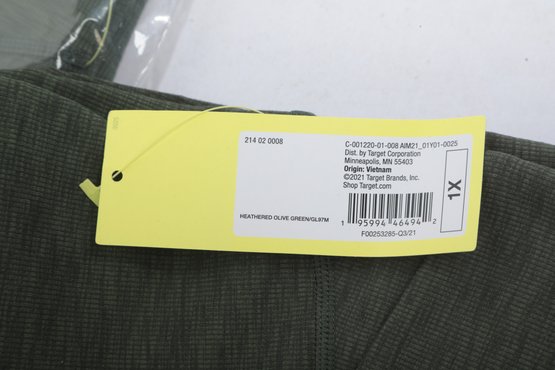 214 02 0008
C-001220-01-008 AIM21_01Y01-0025
Dist. by Target Corporation
Minneapolis, MN 55403
Origin: Vietnam
©2021 Target Brands, Inc.
Shop Target.com
1X
HEATHERED OLIVE GREEN/GL97M
1 95994 46494 2
F00253285-Q3/21